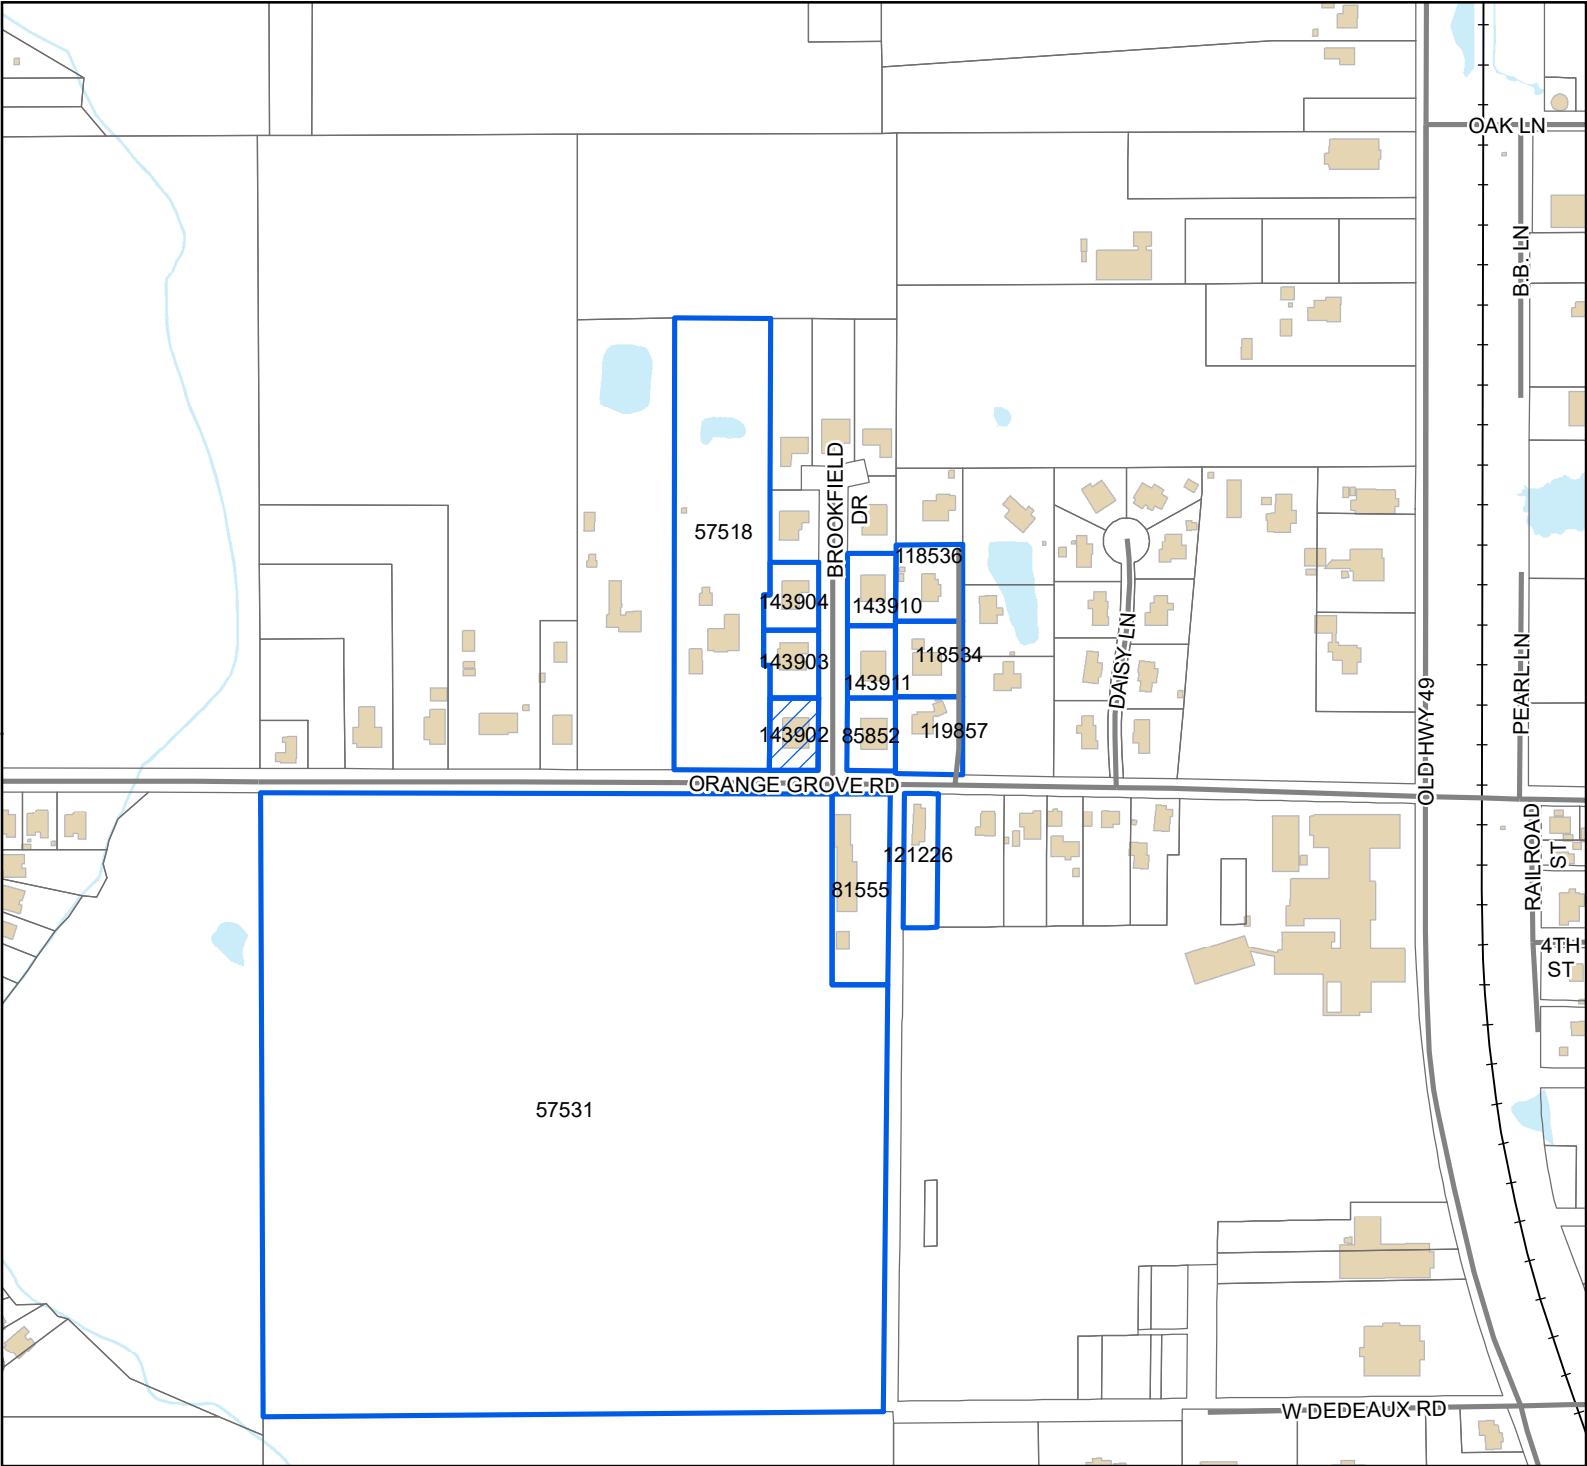 OAK LN
B.B. LN
BROOKFIELD
DR
57518
118536
143904
143910
143903
118534
143911
DAISY LN
OLD HWY 49
PEARL LN
143902
85852
119857
ORANGE GROVE RD
121226
81555
RAILROAD
ST
4TH
ST
57531
W DEDEAUX RD